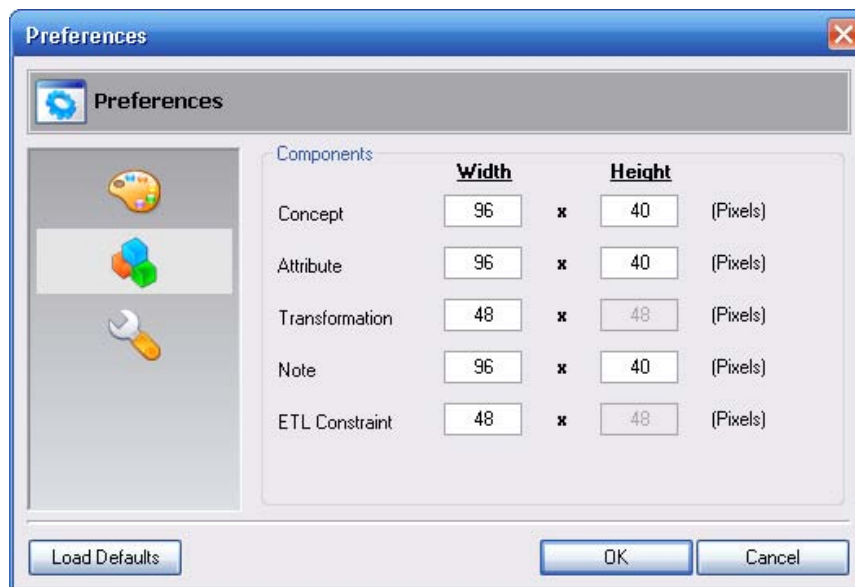 Preferences
Preferences
Components
Width Height
Concept 96 x 40 (Pixels)
Attribute 96 x 40 (Pixels)
Transformation 48 x 48 (Pixels)
Note 96 x 40 (Pixels)
ETL Constraint 48 x 48 (Pixels)
Load Defaults OK Cancel